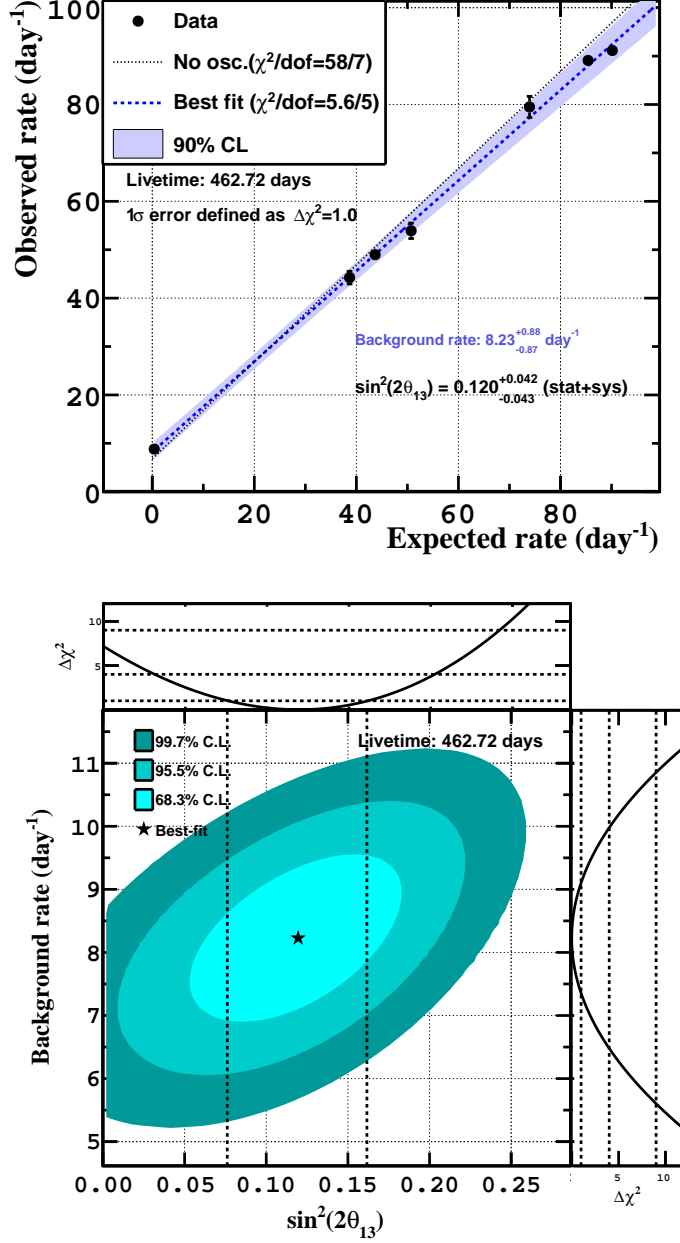 100
80
60
40
20
0
Observed rate (day⁻¹)
Data
No osc.(χ²/dof=58/7)
Best fit (χ²/dof=5.6/5)
90% CL
Livetime: 462.72 days
1σ error defined as Δχ²=1.0
Background rate: 8.23 +0.88 -0.87 day⁻¹
sin²(2θ₁₃) = 0.120 +0.042 -0.043 (stat+sys)
0 20 40 60 80
Expected rate (day⁻¹)
10
5
Δχ²
99.7% C.L.
95.5% C.L.
68.3% C.L.
Best-fit
Livetime: 462.72 days
11
10
9
8
7
6
5
Background rate (day⁻¹)
0.00 0.05 0.10 0.15 0.20 0.25
sin²(2θ₁₃)
5 10
Δχ²